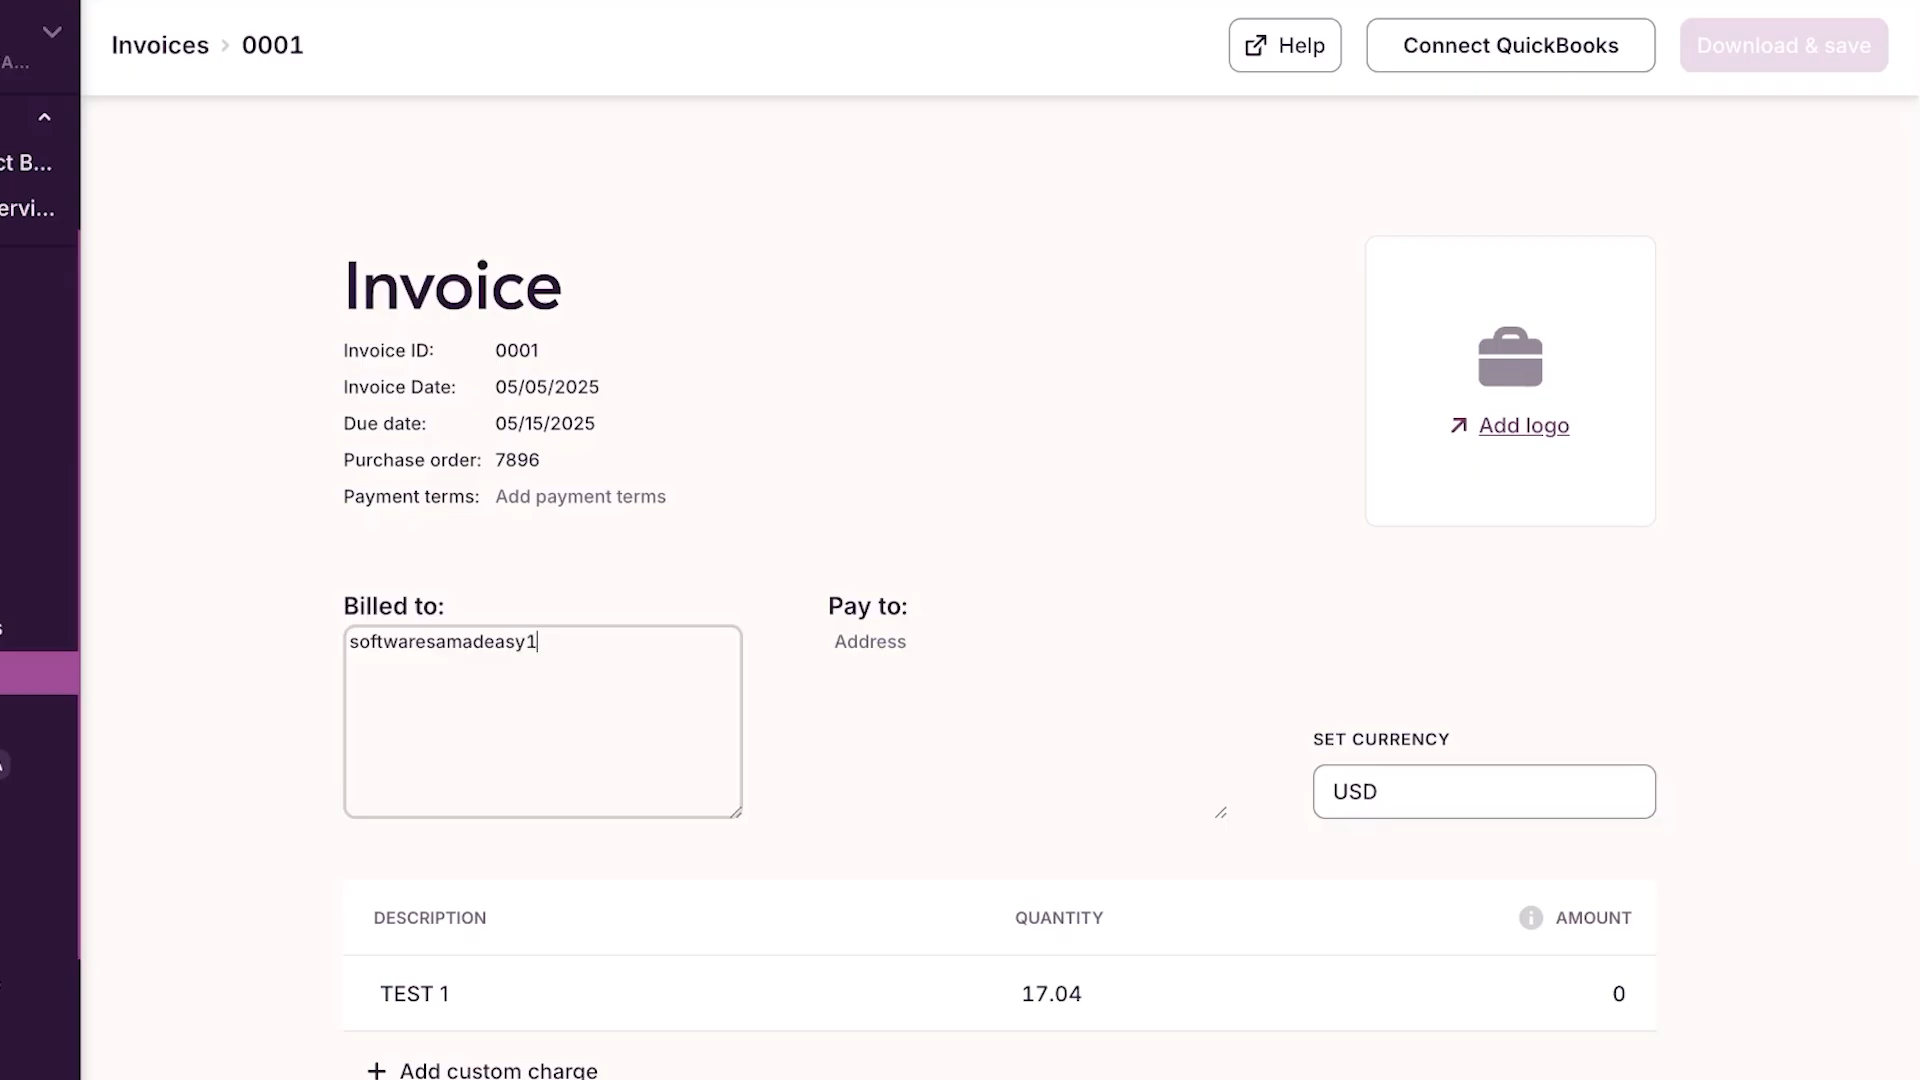 A...
ct B...
ervi...
s
Invoices > 0001
Help
Connect QuickBooks
Download & save
Invoice
Invoice ID: 0001
Invoice Date: 05/05/2025
Due date: 05/15/2025
Purchase order: 7896
Payment terms: Add payment terms
Add logo
Billed to:
softwaresamadeasy1
Pay to:
Address
SET CURRENCY
USD
DESCRIPTION QUANTITY AMOUNT
TEST 1 17.04 0
+ Add custom charge